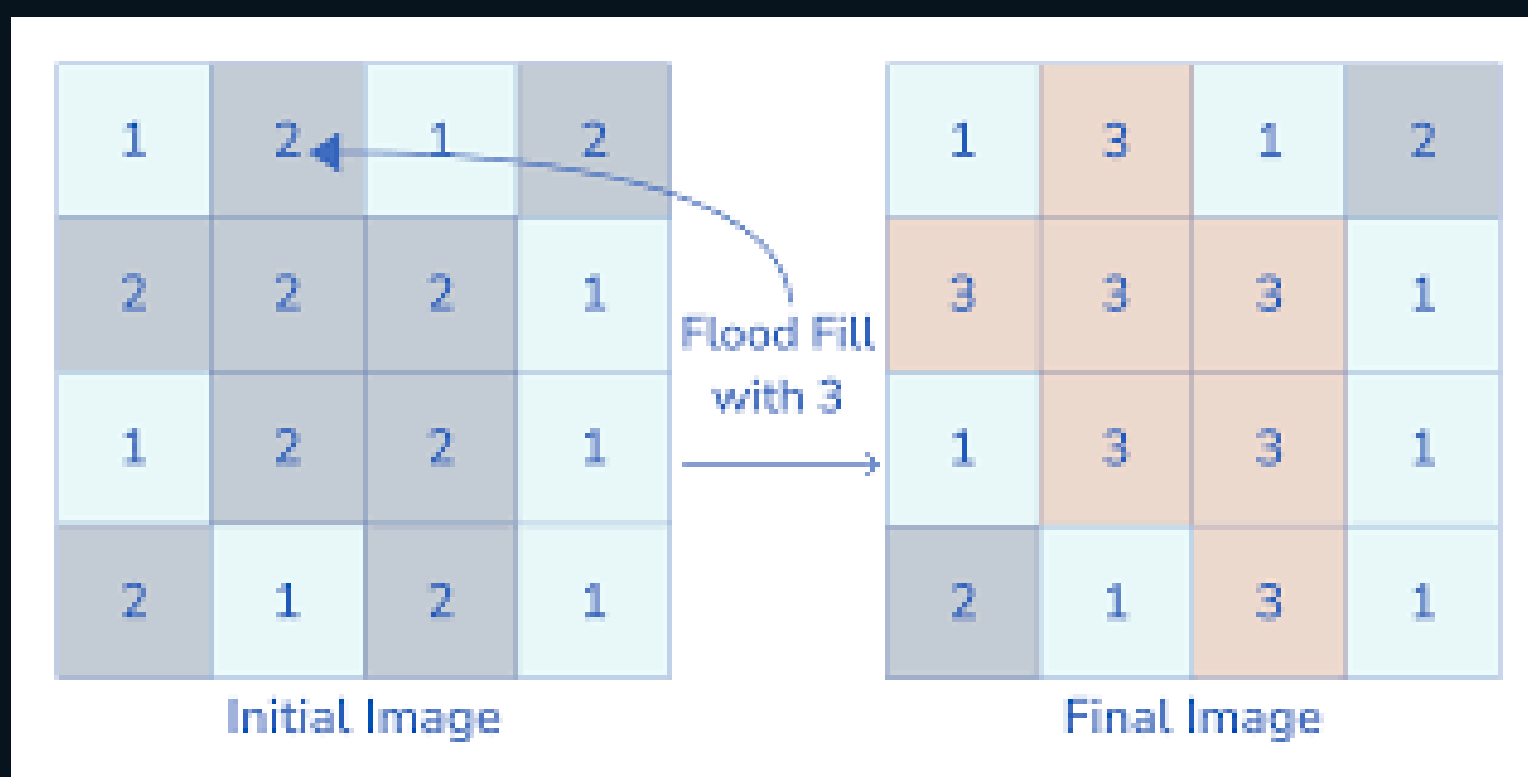 1 2 1 2
2 2 2 1
1 2 2 1
2 1 2 1
Initial Image
Flood Fill
with 3
1 3 1 2
3 3 3 1
1 3 3 1
2 1 3 1
Final Image